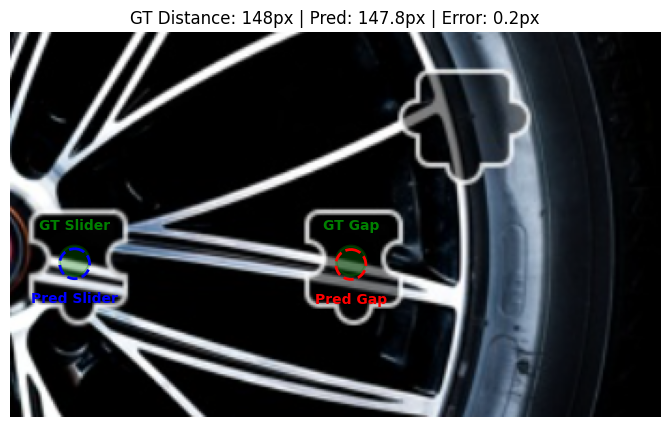 GT Distance: 148px | Pred: 147.8px | Error: 0.2px
GT Slider
GT Gap
Pred Slider
Pred Gap